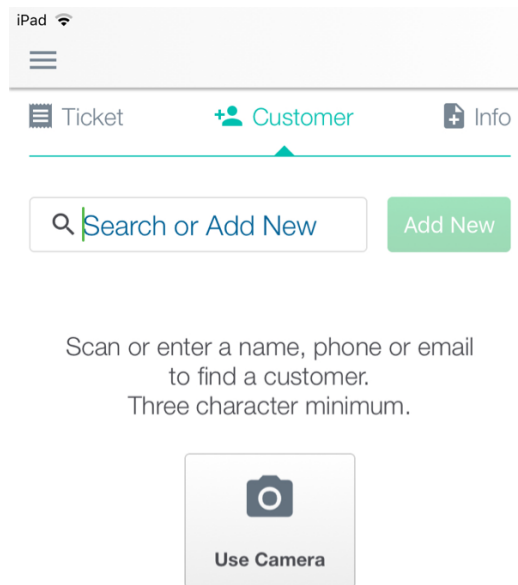 iPad
Ticket
Customer
Info
Search or Add New
Add New
Scan or enter a name, phone or email
to find a customer.
Three character minimum.
Use Camera